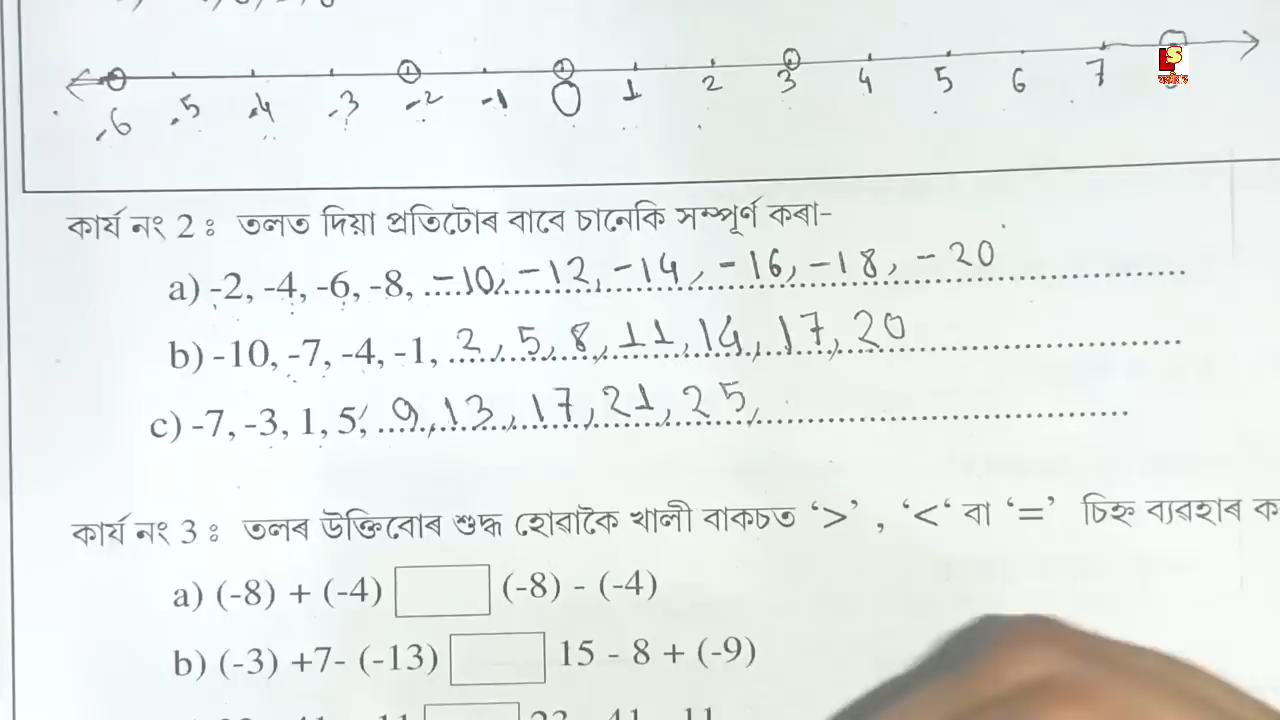 -6 -5 -4 -3 -2 -1 0 1 2 3 4 5 6 7
কাৰ্য নং 2 ঃ তলত দিয়া প্ৰতিটোৰ বাবে চানেকি সম্পূৰ্ণ কৰা-
a) -2, -4, -6, -8, -10, -12, -14, -16, -18, -20
b) -10, -7, -4, -1, 2, 5, 8, 11, 14, 17, 20
c) -7, -3, 1, 5, 9, 13, 17, 21, 25,
কাৰ্য নং 3 ঃ তলৰ উক্তিবোৰ শুদ্ধ হোৱাকৈ খালী বাকচত ‘>’ , ‘<‘ বা ‘=’ চিহ্ন ব্যৱহাৰ ক
a) (-8) + (-4) (-8) - (-4)
b) (-3) +7- (-13) 15 - 8 + (-9)